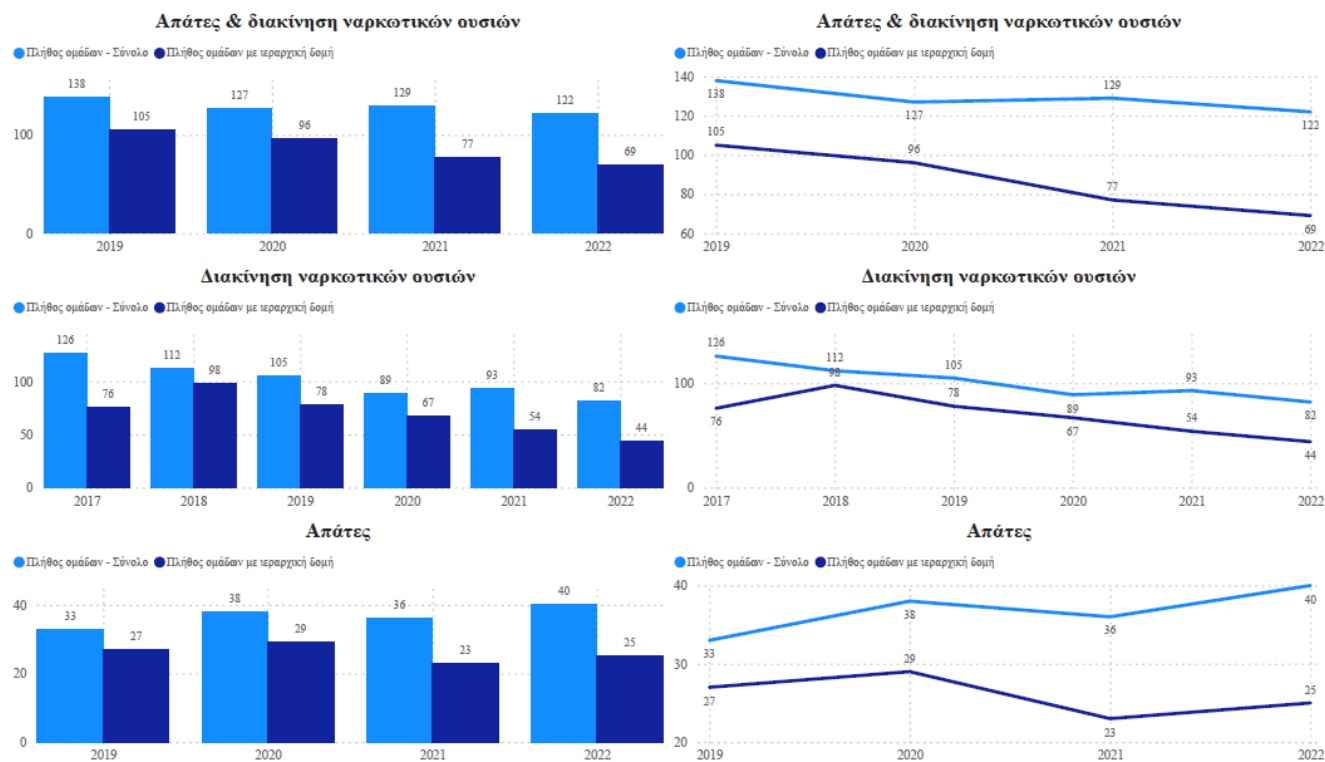 Απάτες & διακίνηση ναρκωτικών ουσιών
Πλήθος ομάδων - Σύνολο Πλήθος ομάδων με ιεραρχική δομή
138 105 127 96 129 77 122 69
100
0
2019 2020 2021 2022
Απάτες & διακίνηση ναρκωτικών ουσιών
Πλήθος ομάδων - Σύνολο Πλήθος ομάδων με ιεραρχική δομή
140
120
100
80
60
138 127 129 122
105 96 77 69
2019 2020 2021 2022
Διακίνηση ναρκωτικών ουσιών
Πλήθος ομάδων - Σύνολο Πλήθος ομάδων με ιεραρχική δομή
126 76 112 98 105 78 89 67 93 54 82 44
100
50
0
2017 2018 2019 2020 2021 2022
Διακίνηση ναρκωτικών ουσιών
Πλήθος ομάδων - Σύνολο Πλήθος ομάδων με ιεραρχική δομή
100
0
126 112 105 89 93 82
76 98 78 67 54 44
2017 2018 2019 2020 2021 2022
Απάτες
Πλήθος ομάδων - Σύνολο Πλήθος ομάδων με ιεραρχική δομή
33 27 38 29 36 23 40 25
40
20
0
2019 2020 2021 2022
Απάτες
Πλήθος ομάδων - Σύνολο Πλήθος ομάδων με ιεραρχική δομή
40
30
20
33 38 36 40
27 29 23 25
2019 2020 2021 2022